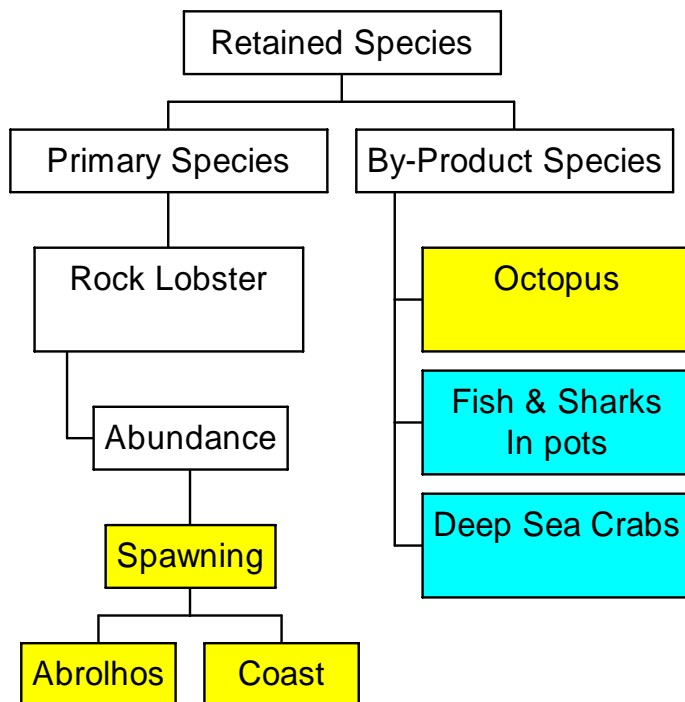 Retained Species
Primary Species
By-Product Species
Rock Lobster
Octopus
Fish & Sharks
In pots
Abundance
Deep Sea Crabs
Spawning
Abrolhos
Coast